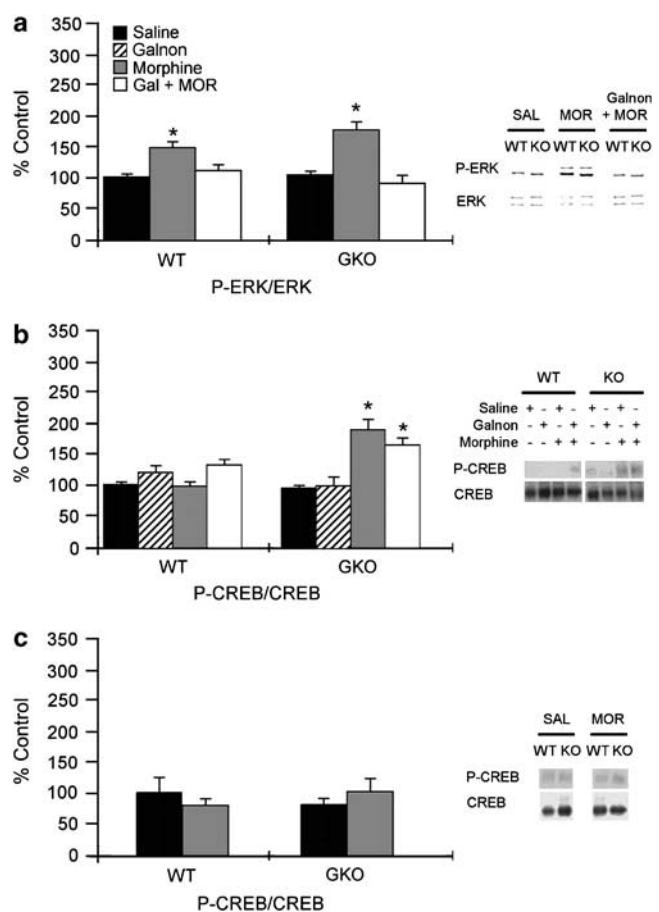 a
Saline
Galnon
Morphine
Gal + MOR
350
300
250
200
150
100
50
0
% Control
*
*
WT
GKO
P-ERK/ERK
Galnon
SAL MOR + MOR
WT KO WT KO WT KO
P-ERK
ERK
b
350
300
250
200
150
100
50
0
% Control
*
*
WT
GKO
P-CREB/CREB
WT KO
Saline + - + - + - + -
Galnon - + - + - + - +
Morphine - - + + - - + +
P-CREB
CREB
c
350
300
250
200
150
100
50
0
% Control
WT
GKO
P-CREB/CREB
SAL MOR
WT KO WT KO
P-CREB
CREB